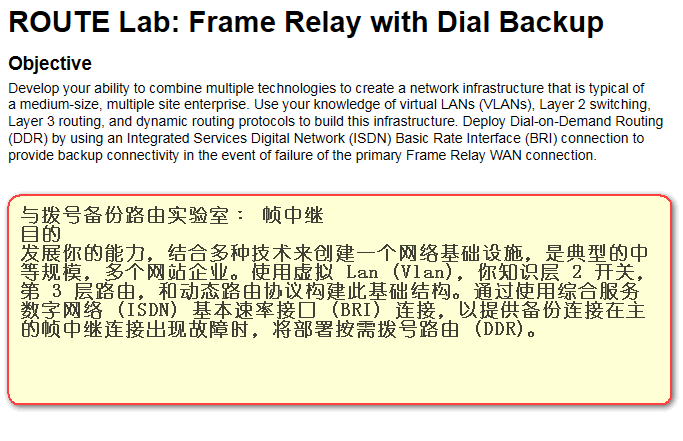 ROUTE Lab: Frame Relay with Dial Backup
Objective
Develop your ability to combine multiple technologies to create a network infrastructure that is typical of
a medium-size, multiple site enterprise. Use your knowledge of virtual LANs (VLANs), Layer 2 switching,
Layer 3 routing, and dynamic routing protocols to build this infrastructure. Deploy Dial-on-Demand Routing
(DDR) by using an Integrated Services Digital Network (ISDN) Basic Rate Interface (BRI) connection to
provide backup connectivity in the event of failure of the primary Frame Relay WAN connection.
与拨号备份路由实验室： 帧中继
目的
发展你的能力，结合多种技术来创建一个网络基础设施，是典型的中
等规模，多个网站企业。使用虚拟 Lan (Vlan)，你知识层 2 开关，
第 3 层路由，和动态路由协议构建此基础结构。通过使用综合服务
数字网络 (ISDN) 基本速率接口 (BRI) 连接，以提供备份连接在主
的帧中继连接出现故障时，将部署按需拨号路由 (DDR)。